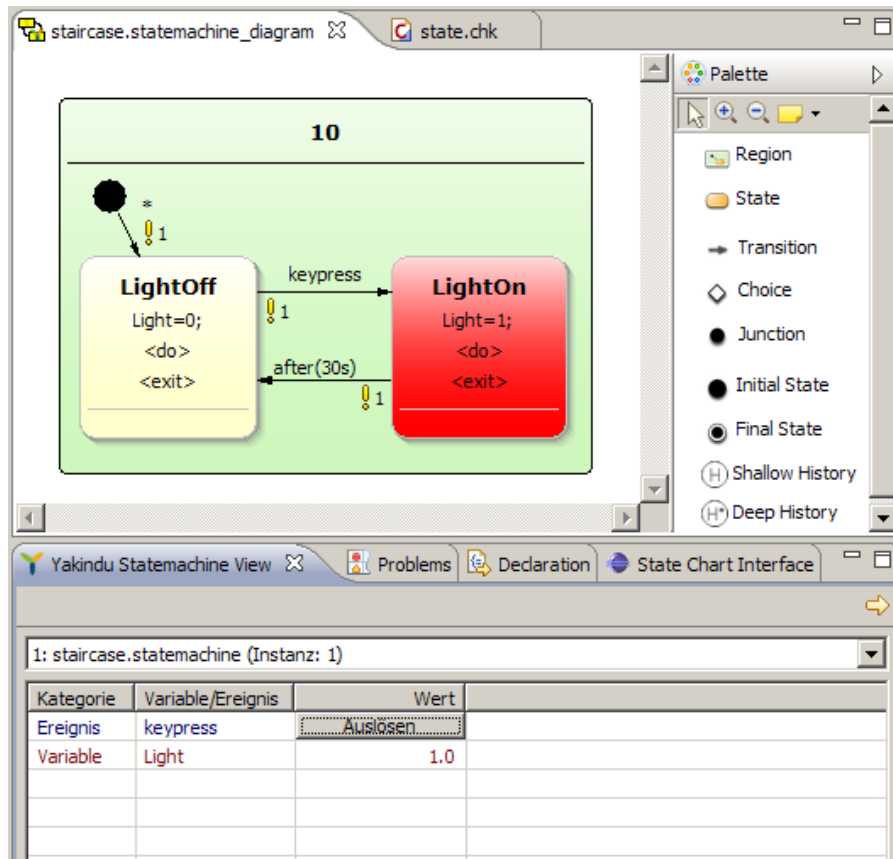 staircase.statemachine_diagram
state.chk
Palette
10
*
1
LightOff
Light=0;
<do>
<exit>
keypress
1
after(30s)
1
LightOn
Light=1;
<do>
<exit>
Region
State
Transition
Choice
Junction
Initial State
Final State
H Shallow History
H* Deep History
Yakindu Statemachine View
Problems
Declaration
State Chart Interface
1: staircase.statemachine (Instanz: 1)
Kategorie Variable/Ereignis Wert
Ereignis keypress Auslösen
Variable Light 1.0